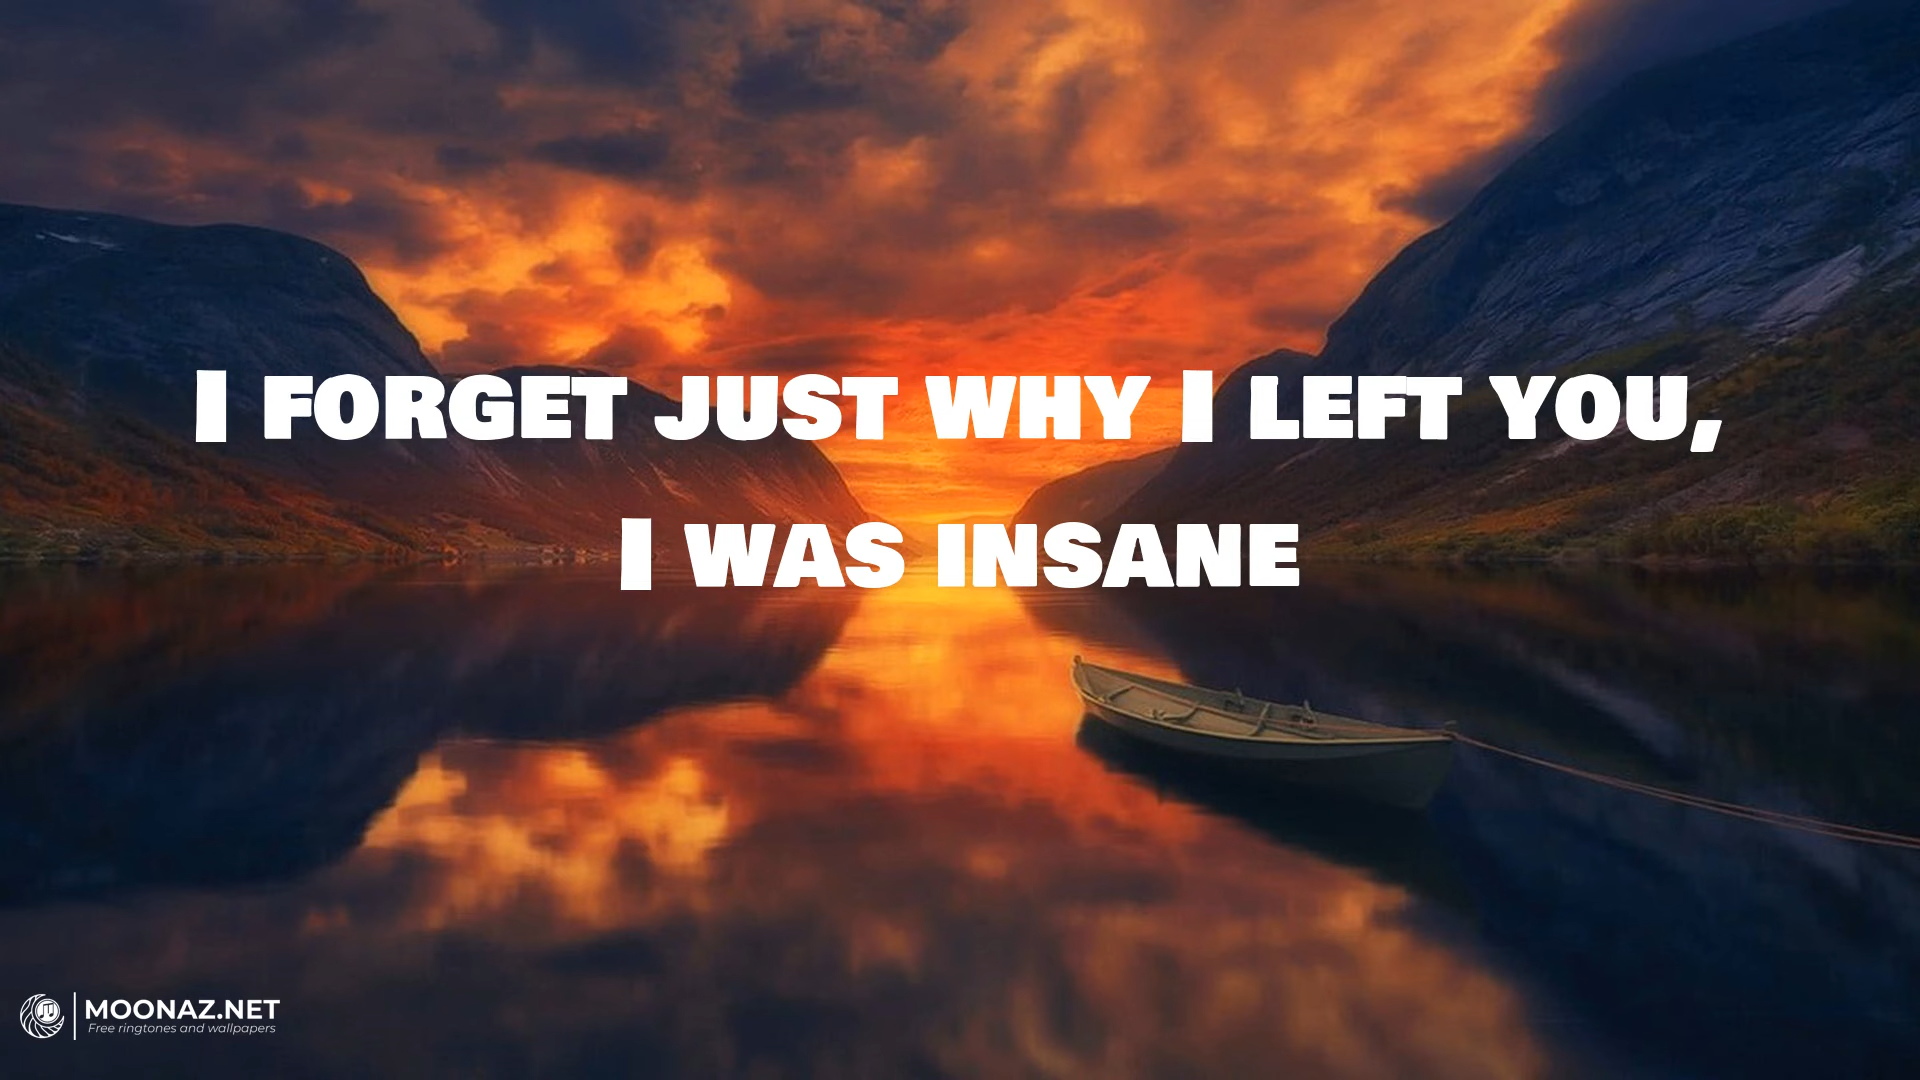 I FORGET JUST WHY I LEFT YOU,
I WAS INSANE
MOONAZ.NET
Free ringtones and wallpapers